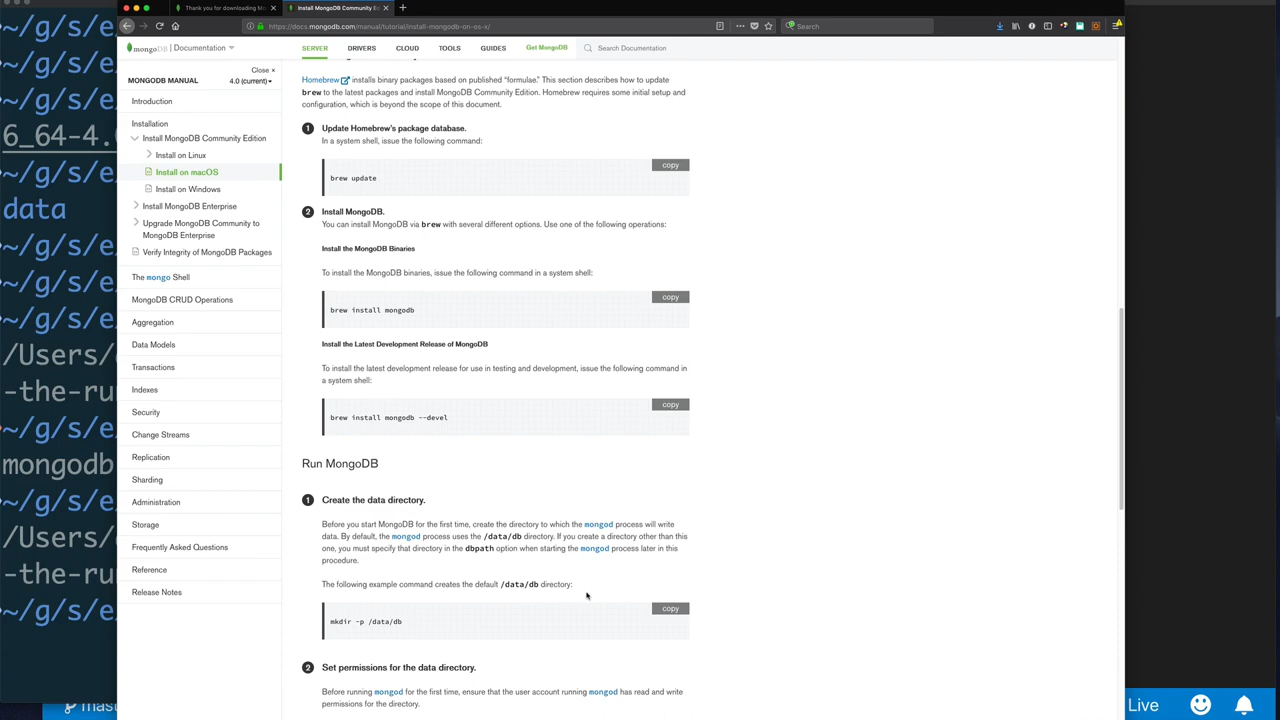 Thank you for downloading Mon
Install MongoDB Community Ed
https://docs.mongodb.com/manual/tutorial/install-mongodb-on-os-x/
Search
mongoDB | Documentation
SERVER
DRIVERS
CLOUD
TOOLS
GUIDES
Get MongoDB
Search Documentation
Close ×
MONGODB MANUAL
4.0 (current)
Introduction
Installation
Install MongoDB Community Edition
Install on Linux
Install on macOS
Install on Windows
Install MongoDB Enterprise
Upgrade MongoDB Community to
MongoDB Enterprise
Verify Integrity of MongoDB Packages
The mongo Shell
MongoDB CRUD Operations
Aggregation
Data Models
Transactions
Indexes
Security
Change Streams
Replication
Sharding
Administration
Storage
Frequently Asked Questions
Reference
Release Notes
Homebrew installs binary packages based on published “formulae.” This section describes how to update
brew to the latest packages and install MongoDB Community Edition. Homebrew requires some initial setup and
configuration, which is beyond the scope of this document.
1 Update Homebrew's package database.
In a system shell, issue the following command:
copy
brew update
2 Install MongoDB.
You can install MongoDB via brew with several different options. Use one of the following operations:
Install the MongoDB Binaries
To install the MongoDB binaries, issue the following command in a system shell:
copy
brew install mongodb
Install the Latest Development Release of MongoDB
To install the latest development release for use in testing and development, issue the following command in
a system shell:
copy
brew install mongodb --devel
Run MongoDB
1 Create the data directory.
Before you start MongoDB for the first time, create the directory to which the mongod process will write
data. By default, the mongod process uses the /data/db directory. If you create a directory other than this
one, you must specify that directory in the dbpath option when starting the mongod process later in this
procedure.
The following example command creates the default /data/db directory:
copy
mkdir -p /data/db
2 Set permissions for the data directory.
Before running mongod for the first time, ensure that the user account running mongod has read and write
permissions for the directory.
Live